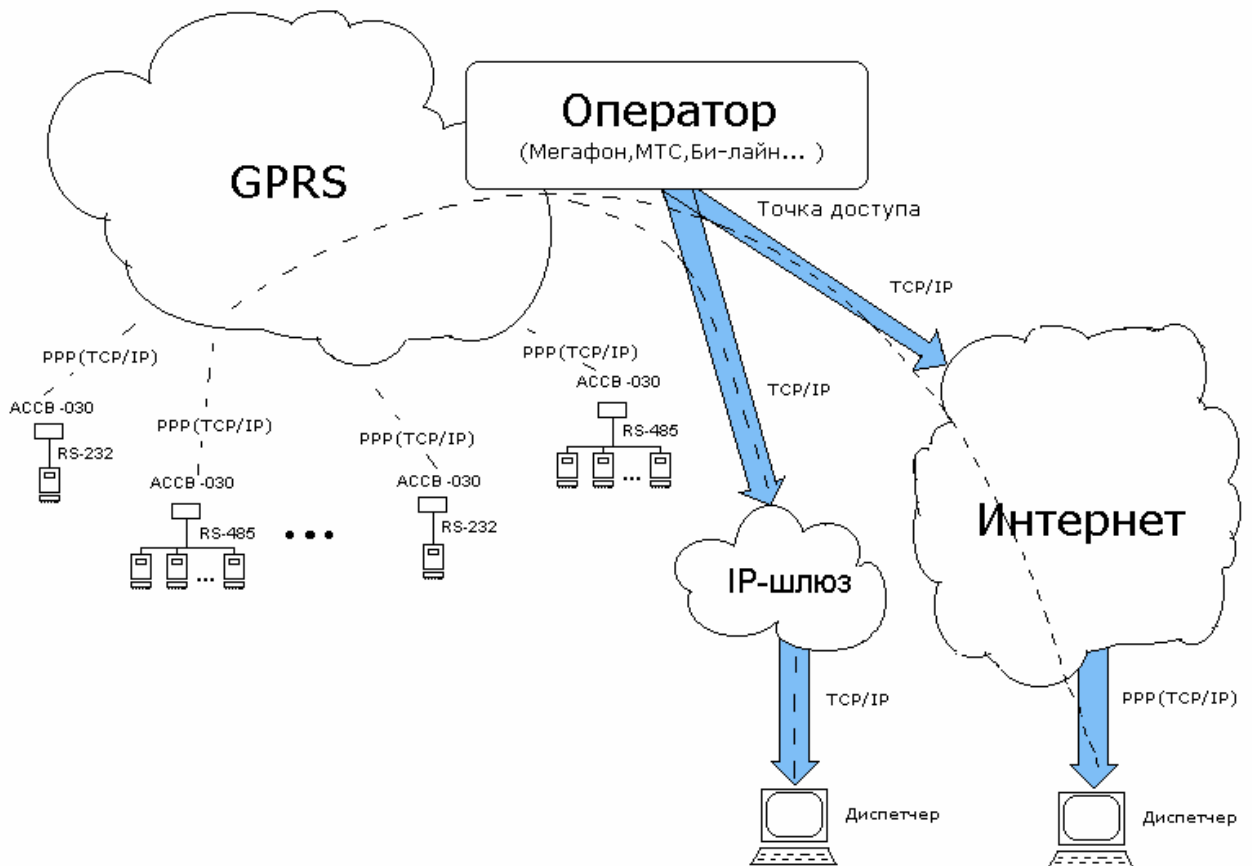 Оператор
(Мегафон,МТС,Би-лайн... )
GPRS
Точка доступа
TCP/IP
PPP(TCP/IP)
PPP(TCP/IP)
TCP/IP
ACCB-030
ACCB-030
PPP(TCP/IP)
RS-485
PPP(TCP/IP)
RS-232
ACCB-030
ACCB-030
RS-485
...
RS-232
...
...
Интернет
IP-шлюз
TCP/IP
PPP(TCP/IP)
Диспетчер
Диспетчер